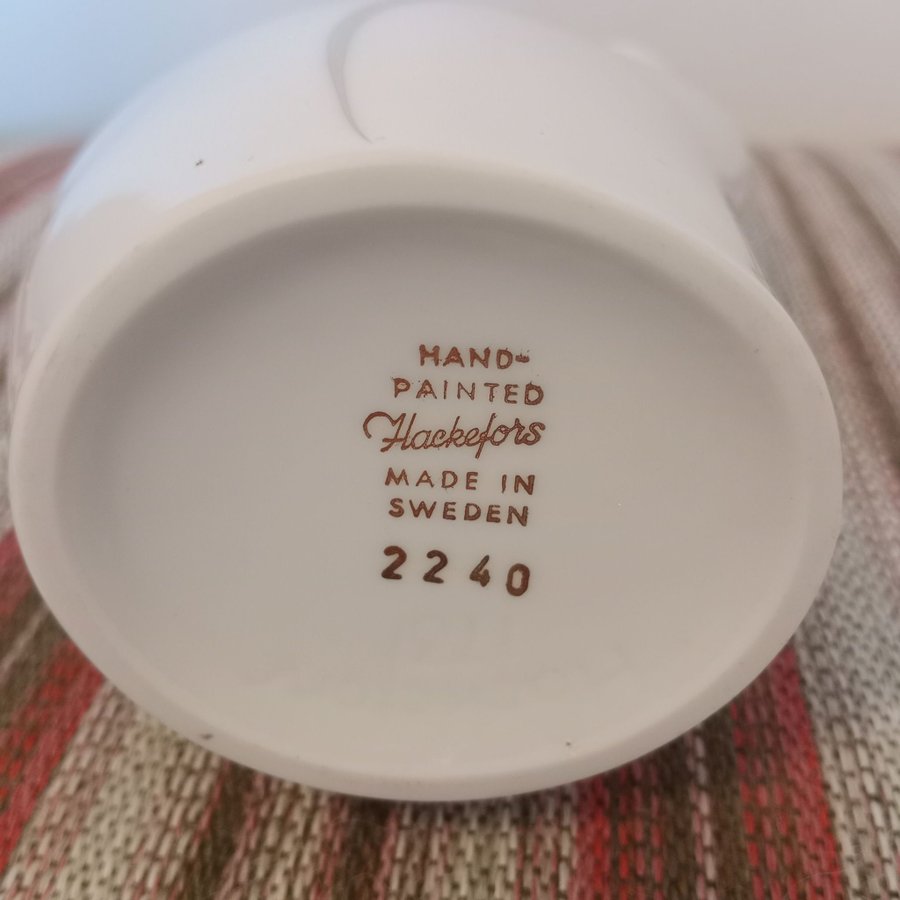 HAND-
PAINTED
Hackefors
MADE IN
SWEDEN
2240